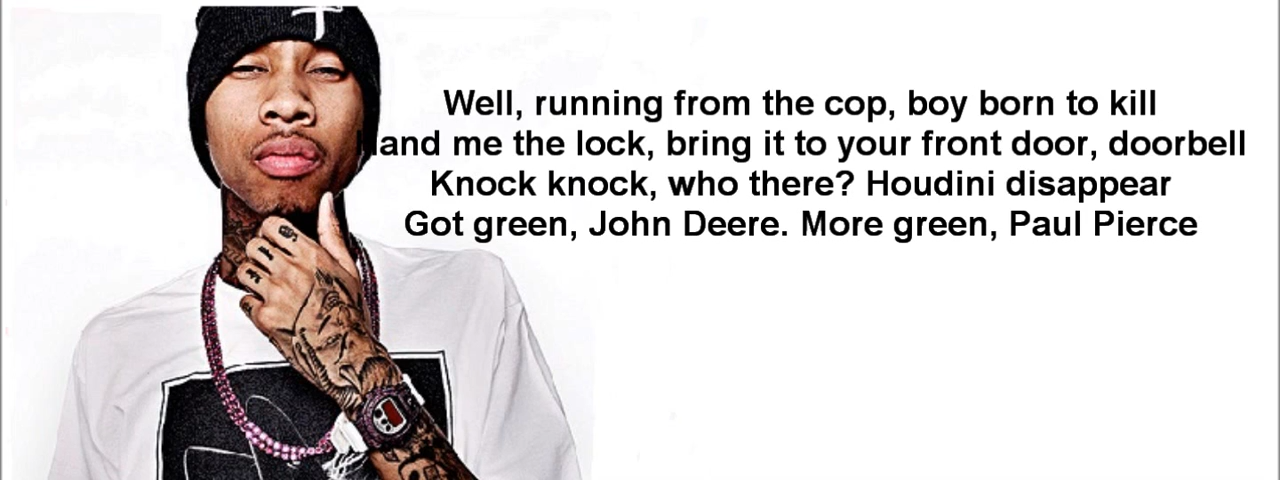 Well, running from the cop, boy born to kill
Hand me the lock, bring it to your front door, doorbell
Knock knock, who there? Houdini disappear
Got green, John Deere. More green, Paul Pierce